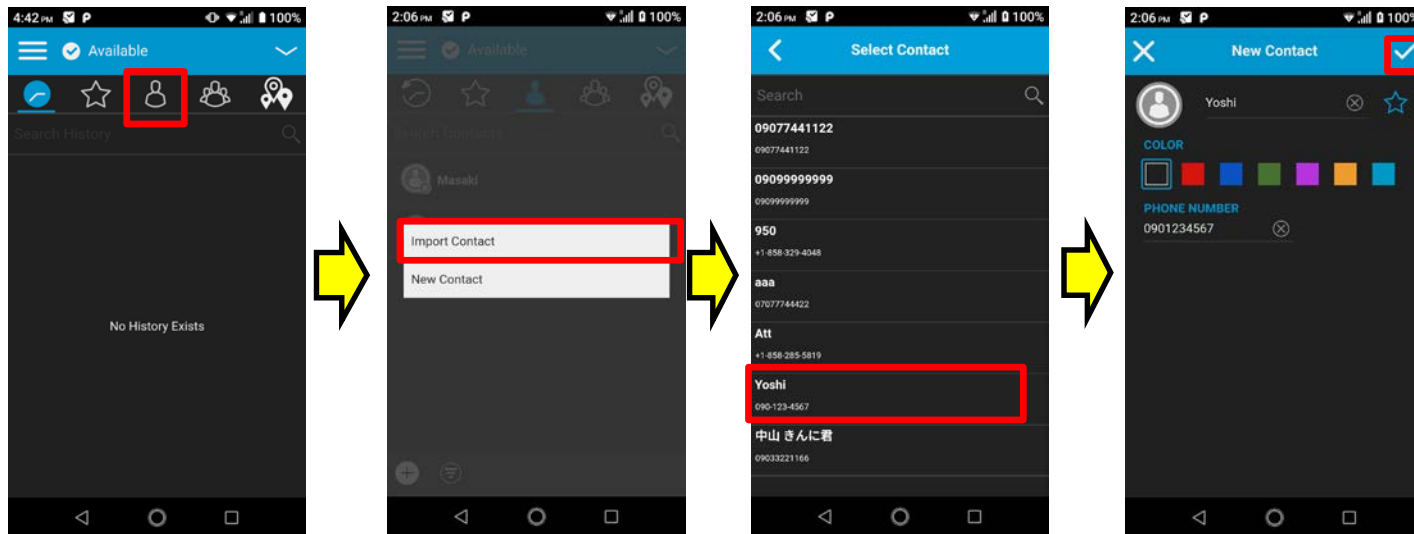 4:42 PM P 100%
Available
Search History
No History Exists
2:06 PM P 100%
Available
Search Contacts
Masaki
Import Contact
New Contact
2:06 PM P 100%
Select Contact
Search
09077441122
09077441122
09099999999
09099999999
950
+1-858-329-4048
aaa
07077744422
Att
+1-858-285-5819
Yoshi
090-123-4567
中山 きんに君
09033221166
2:06 PM P 100%
New Contact
Yoshi
COLOR
PHONE NUMBER
0901234567